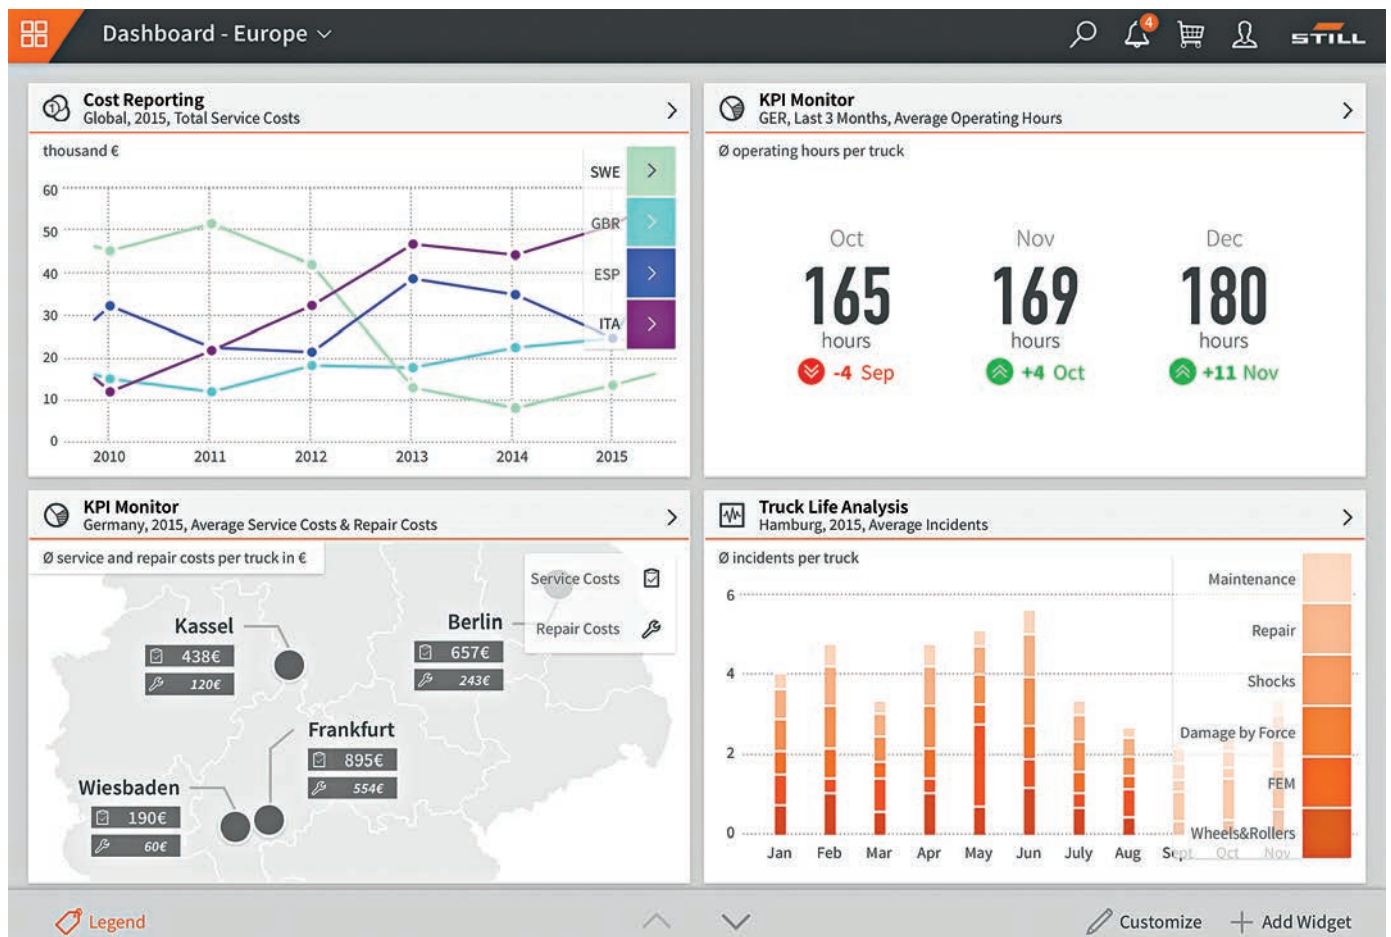 Dashboard - Europe
4
STILL
Cost Reporting
Global, 2015, Total Service Costs
thousand €
SWE
GBR
ESP
ITA
60
50
40
30
20
10
0
2010 2011 2012 2013 2014 2015
KPI Monitor
GER, Last 3 Months, Average Operating Hours
Ø operating hours per truck
Oct Nov Dec
165 169 180
hours hours hours
-4 Sep +4 Oct +11 Nov
KPI Monitor
Germany, 2015, Average Service Costs & Repair Costs
Ø service and repair costs per truck in €
Service Costs
Repair Costs
Kassel
438€
120€
Berlin
657€
243€
Frankfurt
895€
554€
Wiesbaden
190€
60€
Truck Life Analysis
Hamburg, 2015, Average Incidents
Ø incidents per truck
Maintenance
Repair
Shocks
Damage by Force
FEM
Wheels&Rollers
6
4
2
0
Jan Feb Mar Apr May Jun July Aug Sept Oct Nov
Legend
Customize
Add Widget